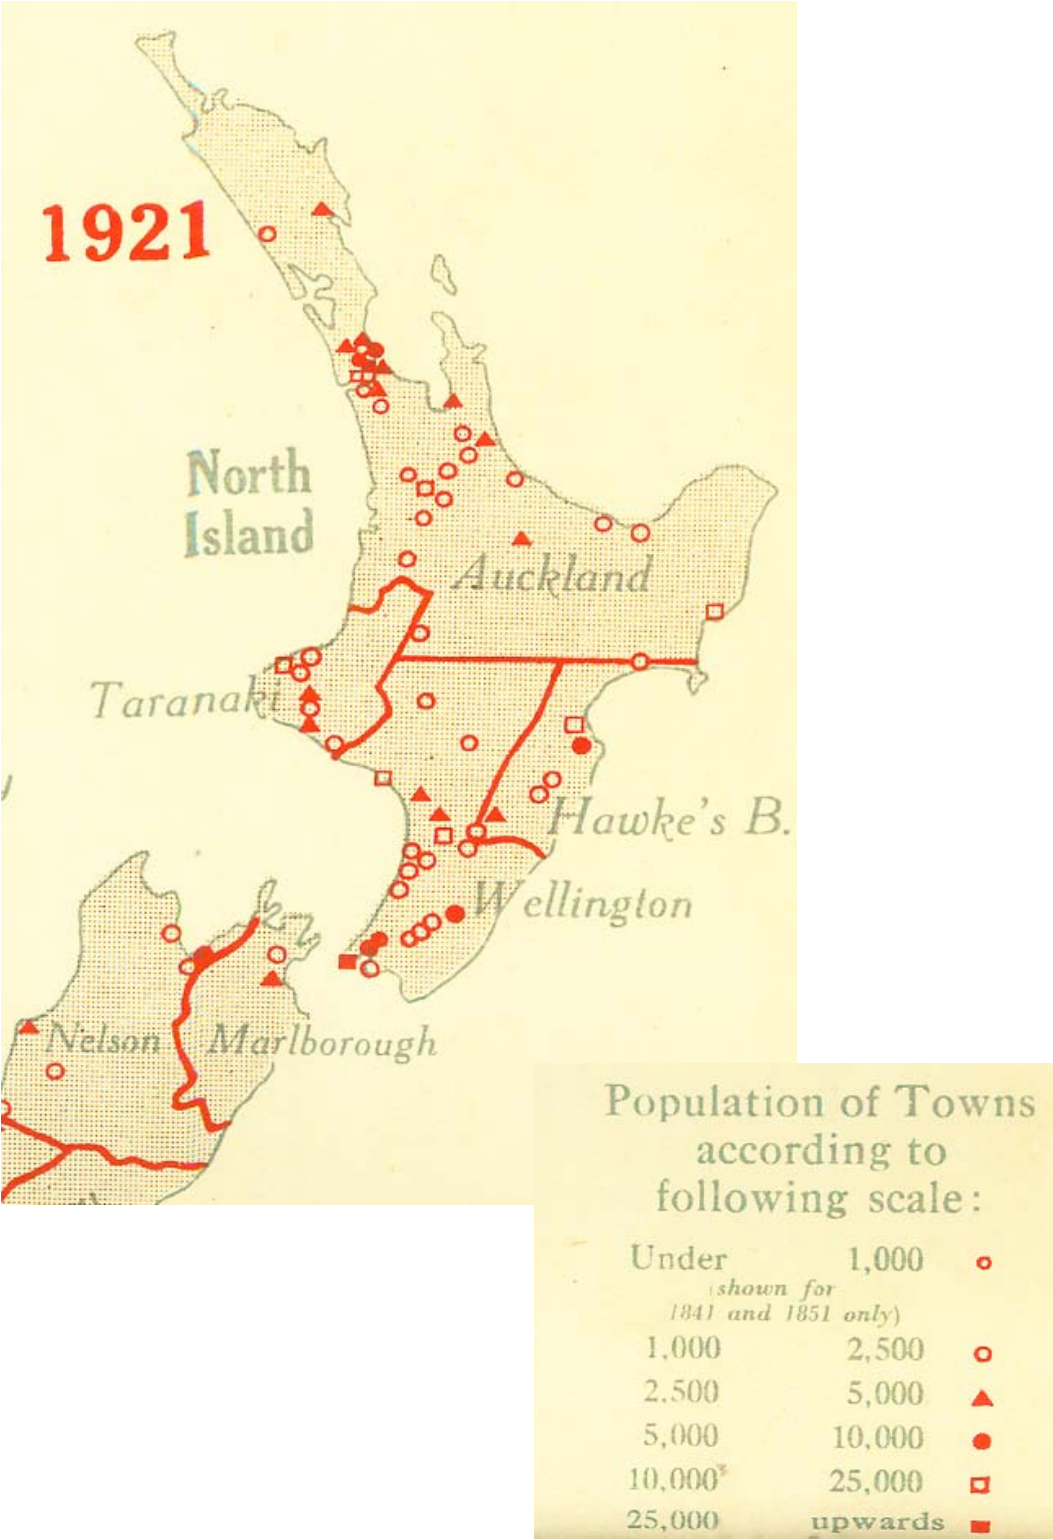 1921
North
Island
Auckland
Taranaki
Hawke's B.
Wellington
Nelson
Marlborough
Population of Towns
according to
following scale:
Under 1,000
(shown for
1841 and 1851 only)
1.000 2,500
2.500 5,000
5,000 10,000
10,000 25,000
25,000 upwards